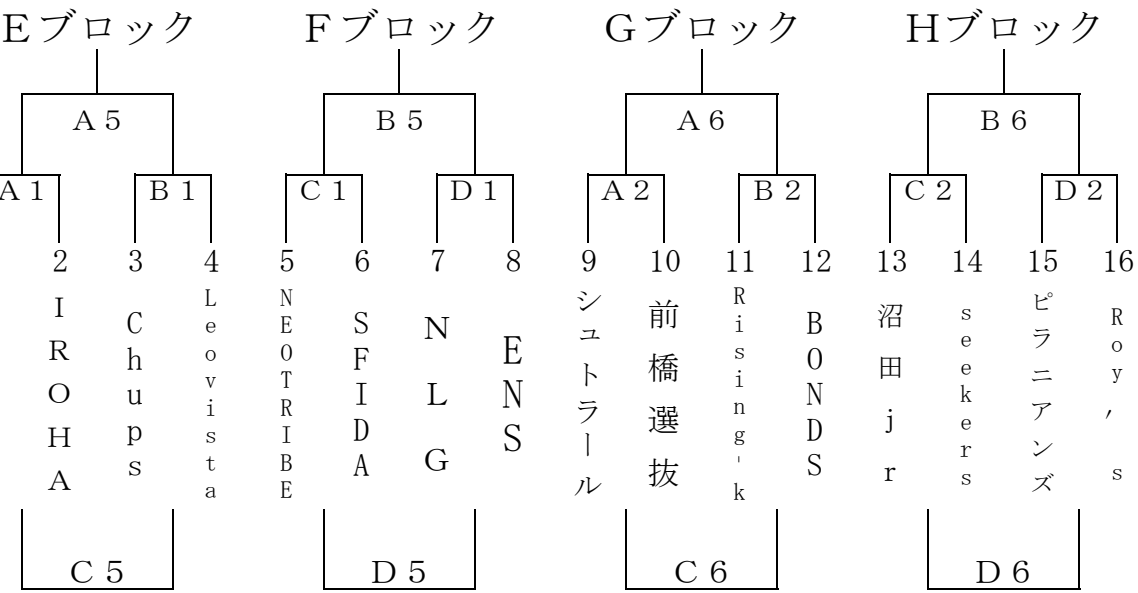 Eブロック Fブロック Gブロック Hブロック
A5 B5 A6 B6
A1 B1 C1 D1 A2 B2 C2 D2
2 3 4 5 6 7 8 9 10 11 12 13 14 15 16
IROHA
Chups
Leovista
NEOTRIBE
SFIDA
NLG
ENS
シュトラール
前橋選抜
Rising'k
BONDS
沼田jr
seekers
ピラニアンズ
Roy's
C5 D5 C6 D6